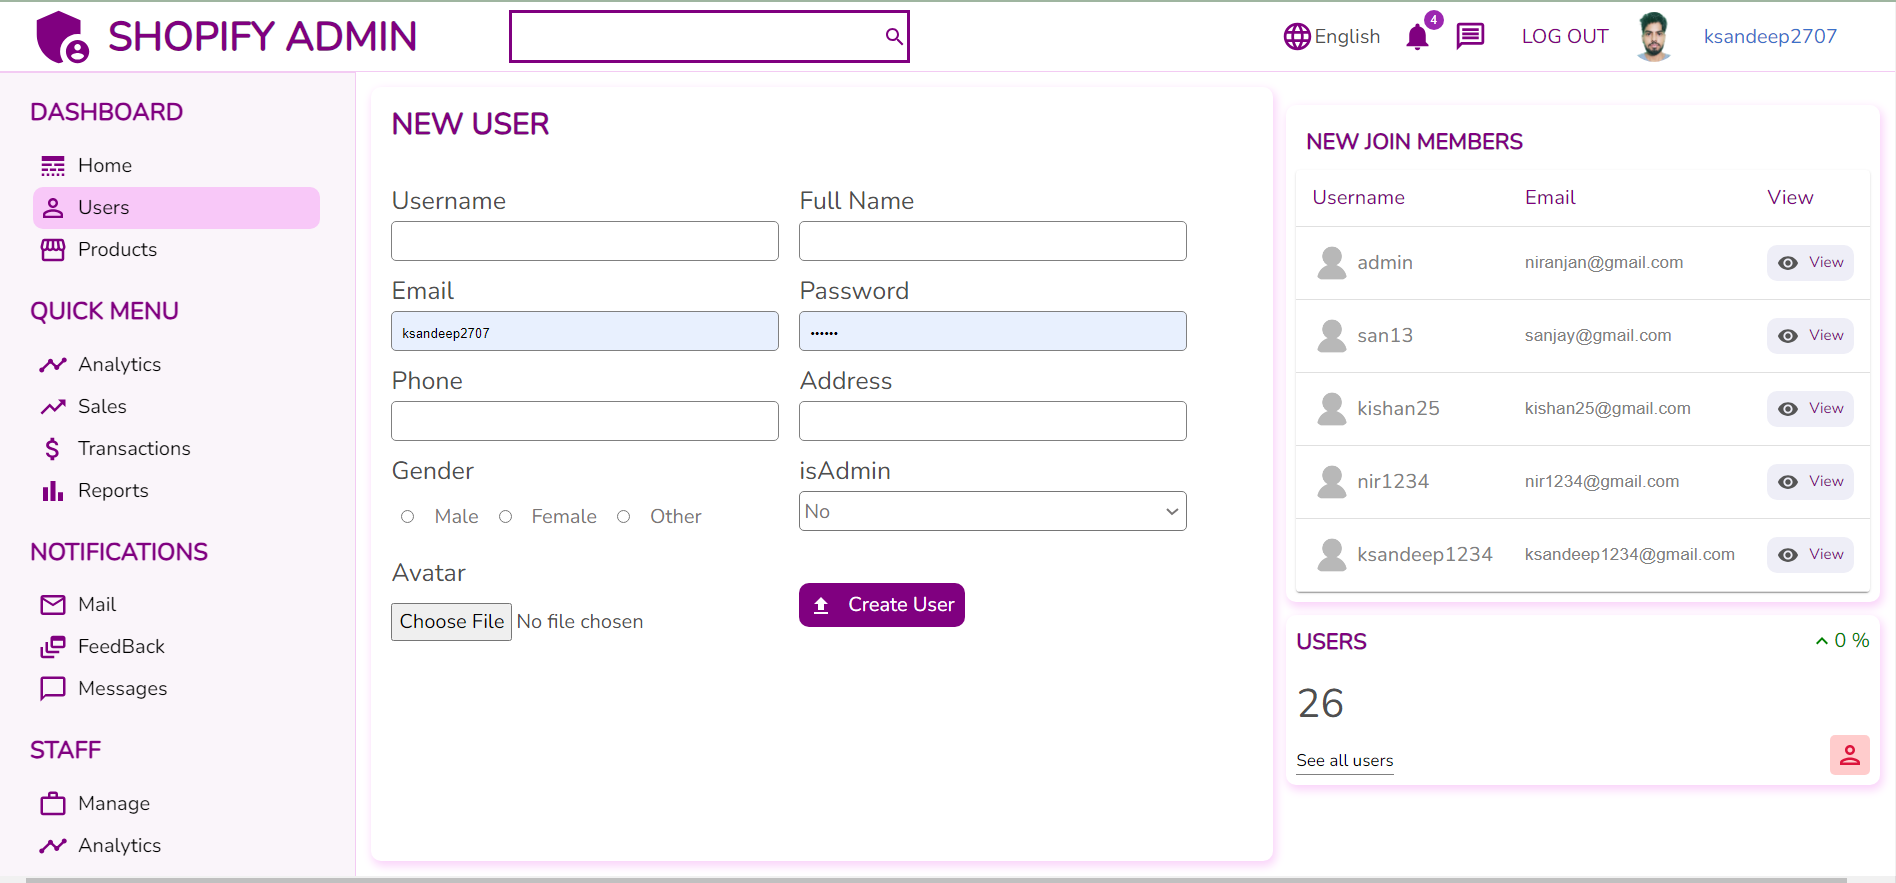 SHOPIFY ADMIN
English
4
LOG OUT
ksandeep2707
DASHBOARD
Home
Users
Products
QUICK MENU
Analytics
Sales
Transactions
Reports
NOTIFICATIONS
Mail
FeedBack
Messages
STAFF
Manage
Analytics
NEW USER
Username Full Name
Email Password
ksandeep2707 ••••••
Phone Address
Gender isAdmin
Male Female Other No
Avatar
Choose File No file chosen Create User
NEW JOIN MEMBERS
Username Email View
admin niranjan@gmail.com View
san13 sanjay@gmail.com View
kishan25 kishan25@gmail.com View
nir1234 nir1234@gmail.com View
ksandeep1234 ksandeep1234@gmail.com View
USERS 0 %
26
See all users